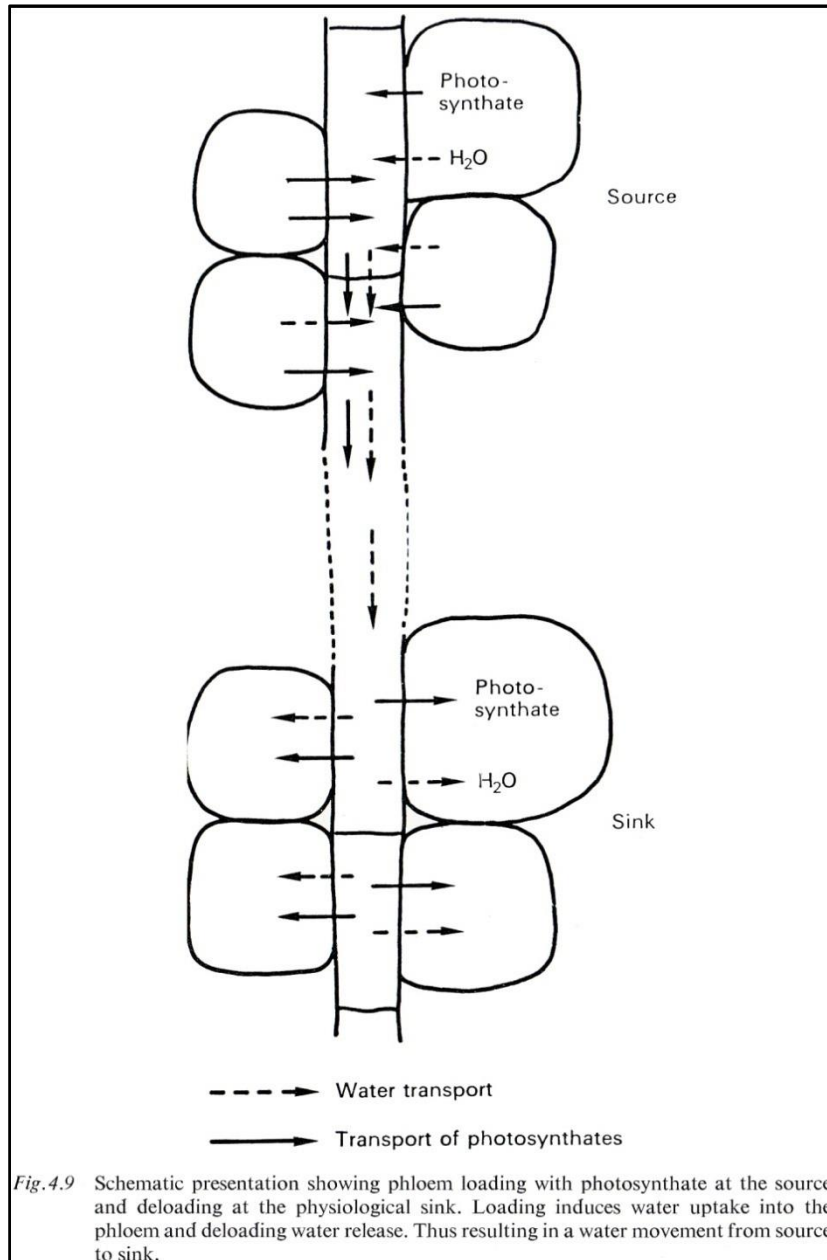 Photo-
synthate
H₂O
Source
Photo-
synthate
H₂O
Sink
Water transport
Transport of photosynthates
Fig.4.9 Schematic presentation showing phloem loading with photosynthate at the source
and deloading at the physiological sink. Loading induces water uptake into the
phloem and deloading water release. Thus resulting in a water movement from source
to sink.